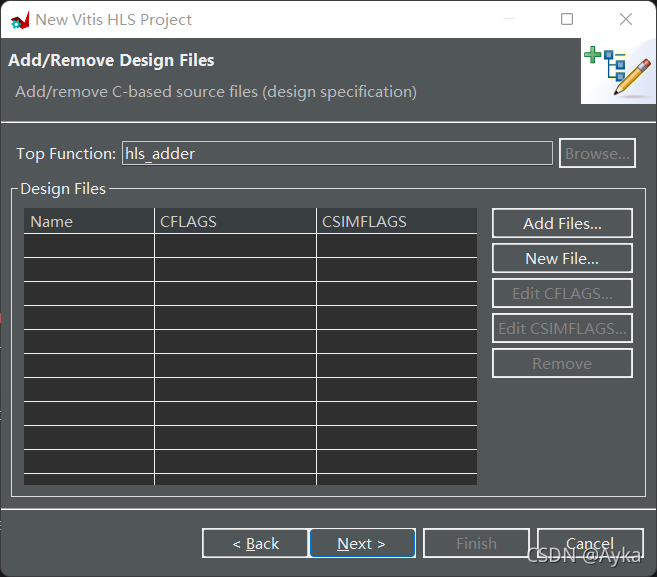 New Vitis HLS Project
Add/Remove Design Files
Add/remove C-based source files (design specification)
Top Function: hls_adder Browse...
Design Files
Name CFLAGS CSIMFLAGS
Add Files...
New File...
Edit CFLAGS...
Edit CSIMFLAGS...
Remove
< Back Next > Finish Cancel
CSDN @Ayka